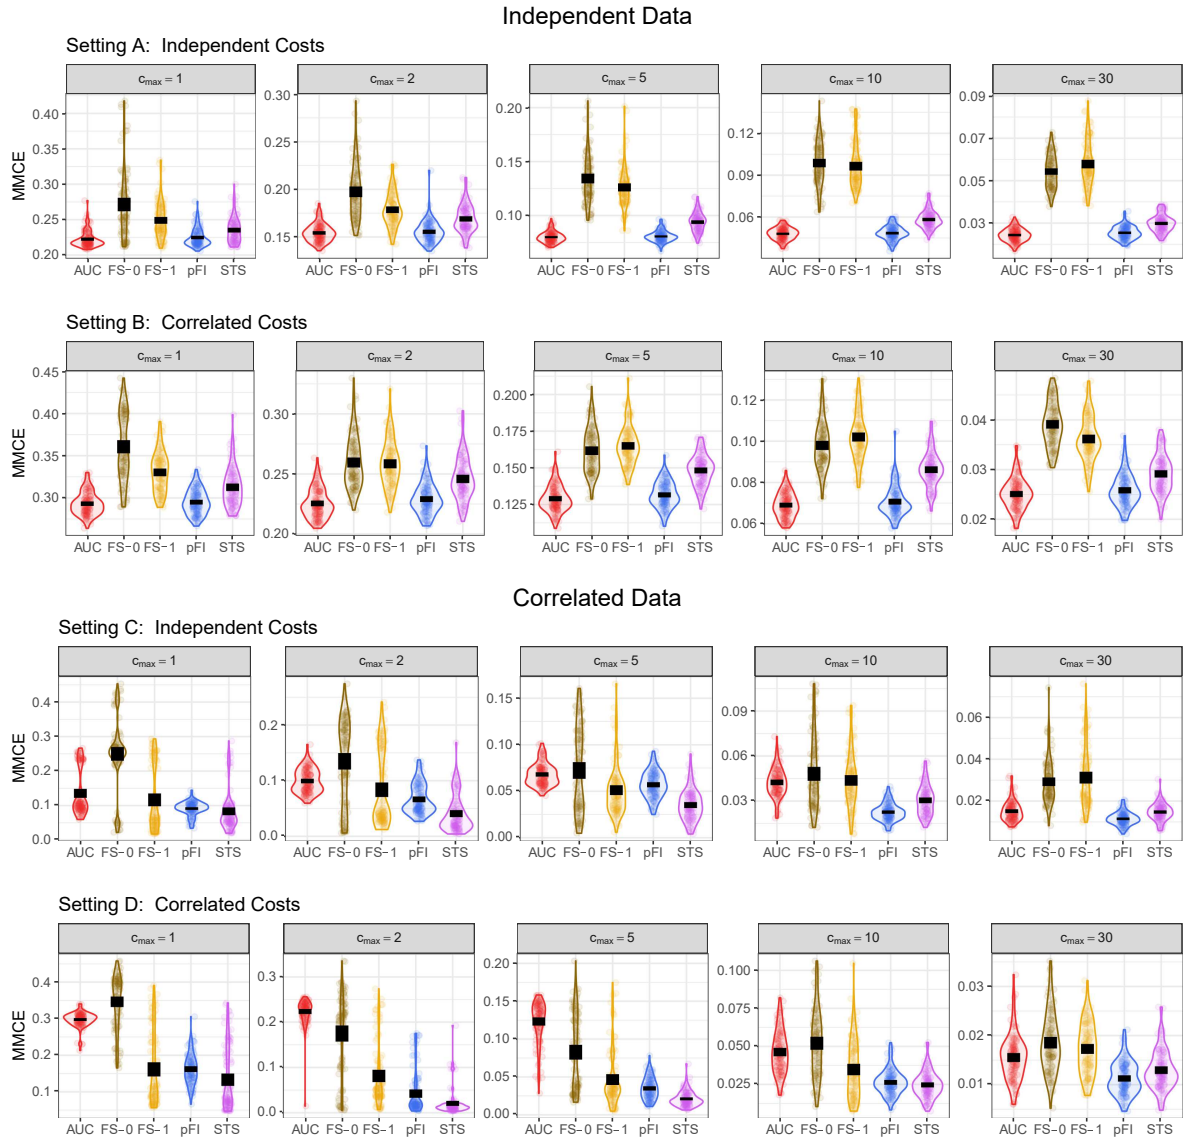 Independent Data
Setting A: Independent Costs
cmax = 1 cmax = 2 cmax = 5 cmax = 10 cmax = 30
MMCE
0.40 0.35 0.30 0.25 0.20
0.30 0.25 0.20 0.15
0.20 0.15 0.10
0.12 0.06
0.09 0.06 0.03
AUC FS-0 FS-1 pFI STS AUC FS-0 FS-1 pFI STS AUC FS-0 FS-1 pFI STS AUC FS-0 FS-1 pFI STS AUC FS-0 FS-1 pFI STS
Setting B: Correlated Costs
cmax = 1 cmax = 2 cmax = 5 cmax = 10 cmax = 30
MMCE
0.45 0.40 0.35 0.30
0.30 0.25 0.20
0.200 0.175 0.150 0.125
0.12 0.10 0.08 0.06
0.04 0.03 0.02
AUC FS-0 FS-1 pFI STS AUC FS-0 FS-1 pFI STS AUC FS-0 FS-1 pFI STS AUC FS-0 FS-1 pFI STS AUC FS-0 FS-1 pFI STS
Correlated Data
Setting C: Independent Costs
cmax = 1 cmax = 2 cmax = 5 cmax = 10 cmax = 30
MMCE
0.4 0.3 0.2 0.1 0.0
0.2 0.1 0.0
0.15 0.10 0.05 0.00
0.09 0.06 0.03
0.06 0.04 0.02
AUC FS-0 FS-1 pFI STS AUC FS-0 FS-1 pFI STS AUC FS-0 FS-1 pFI STS AUC FS-0 FS-1 pFI STS AUC FS-0 FS-1 pFI STS
Setting D: Correlated Costs
cmax = 1 cmax = 2 cmax = 5 cmax = 10 cmax = 30
MMCE
0.4 0.3 0.2 0.1
0.3 0.2 0.1 0.0
0.20 0.15 0.10 0.05 0.00
0.100 0.075 0.050 0.025
0.03 0.02 0.01
AUC FS-0 FS-1 pFI STS AUC FS-0 FS-1 pFI STS AUC FS-0 FS-1 pFI STS AUC FS-0 FS-1 pFI STS AUC FS-0 FS-1 pFI STS